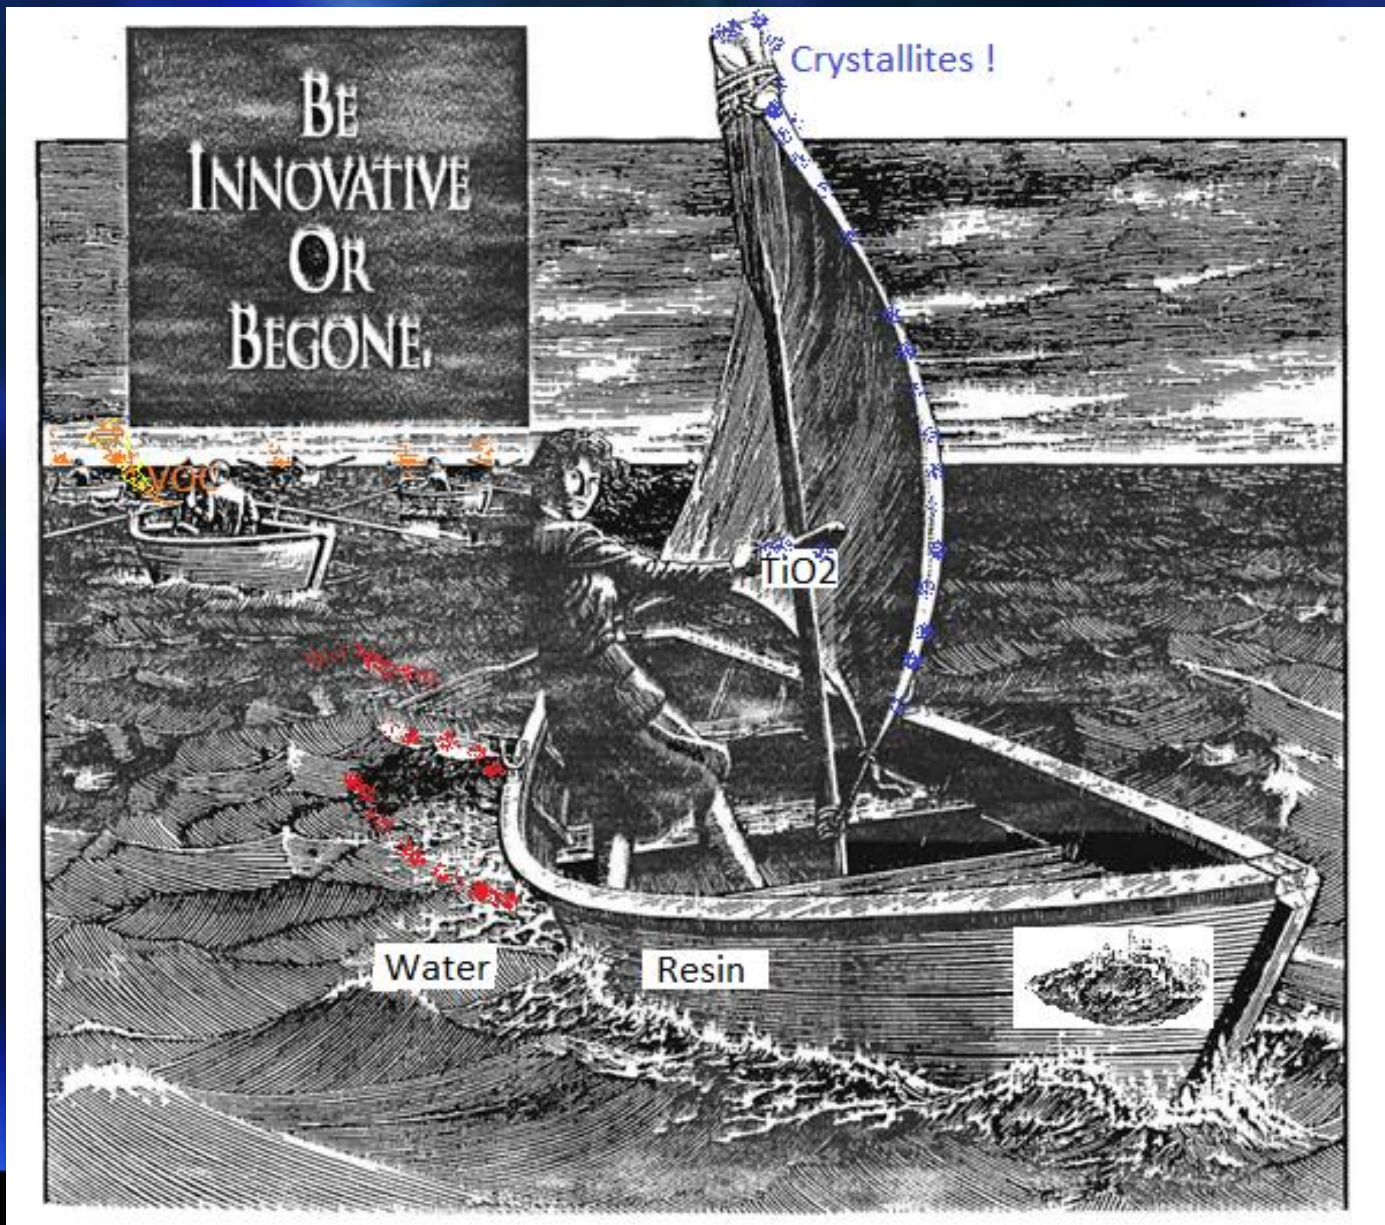 Crystallites !
BE
INNOVATIVE
OR
BEGONE.
VOC
TiO2
Water
Resin